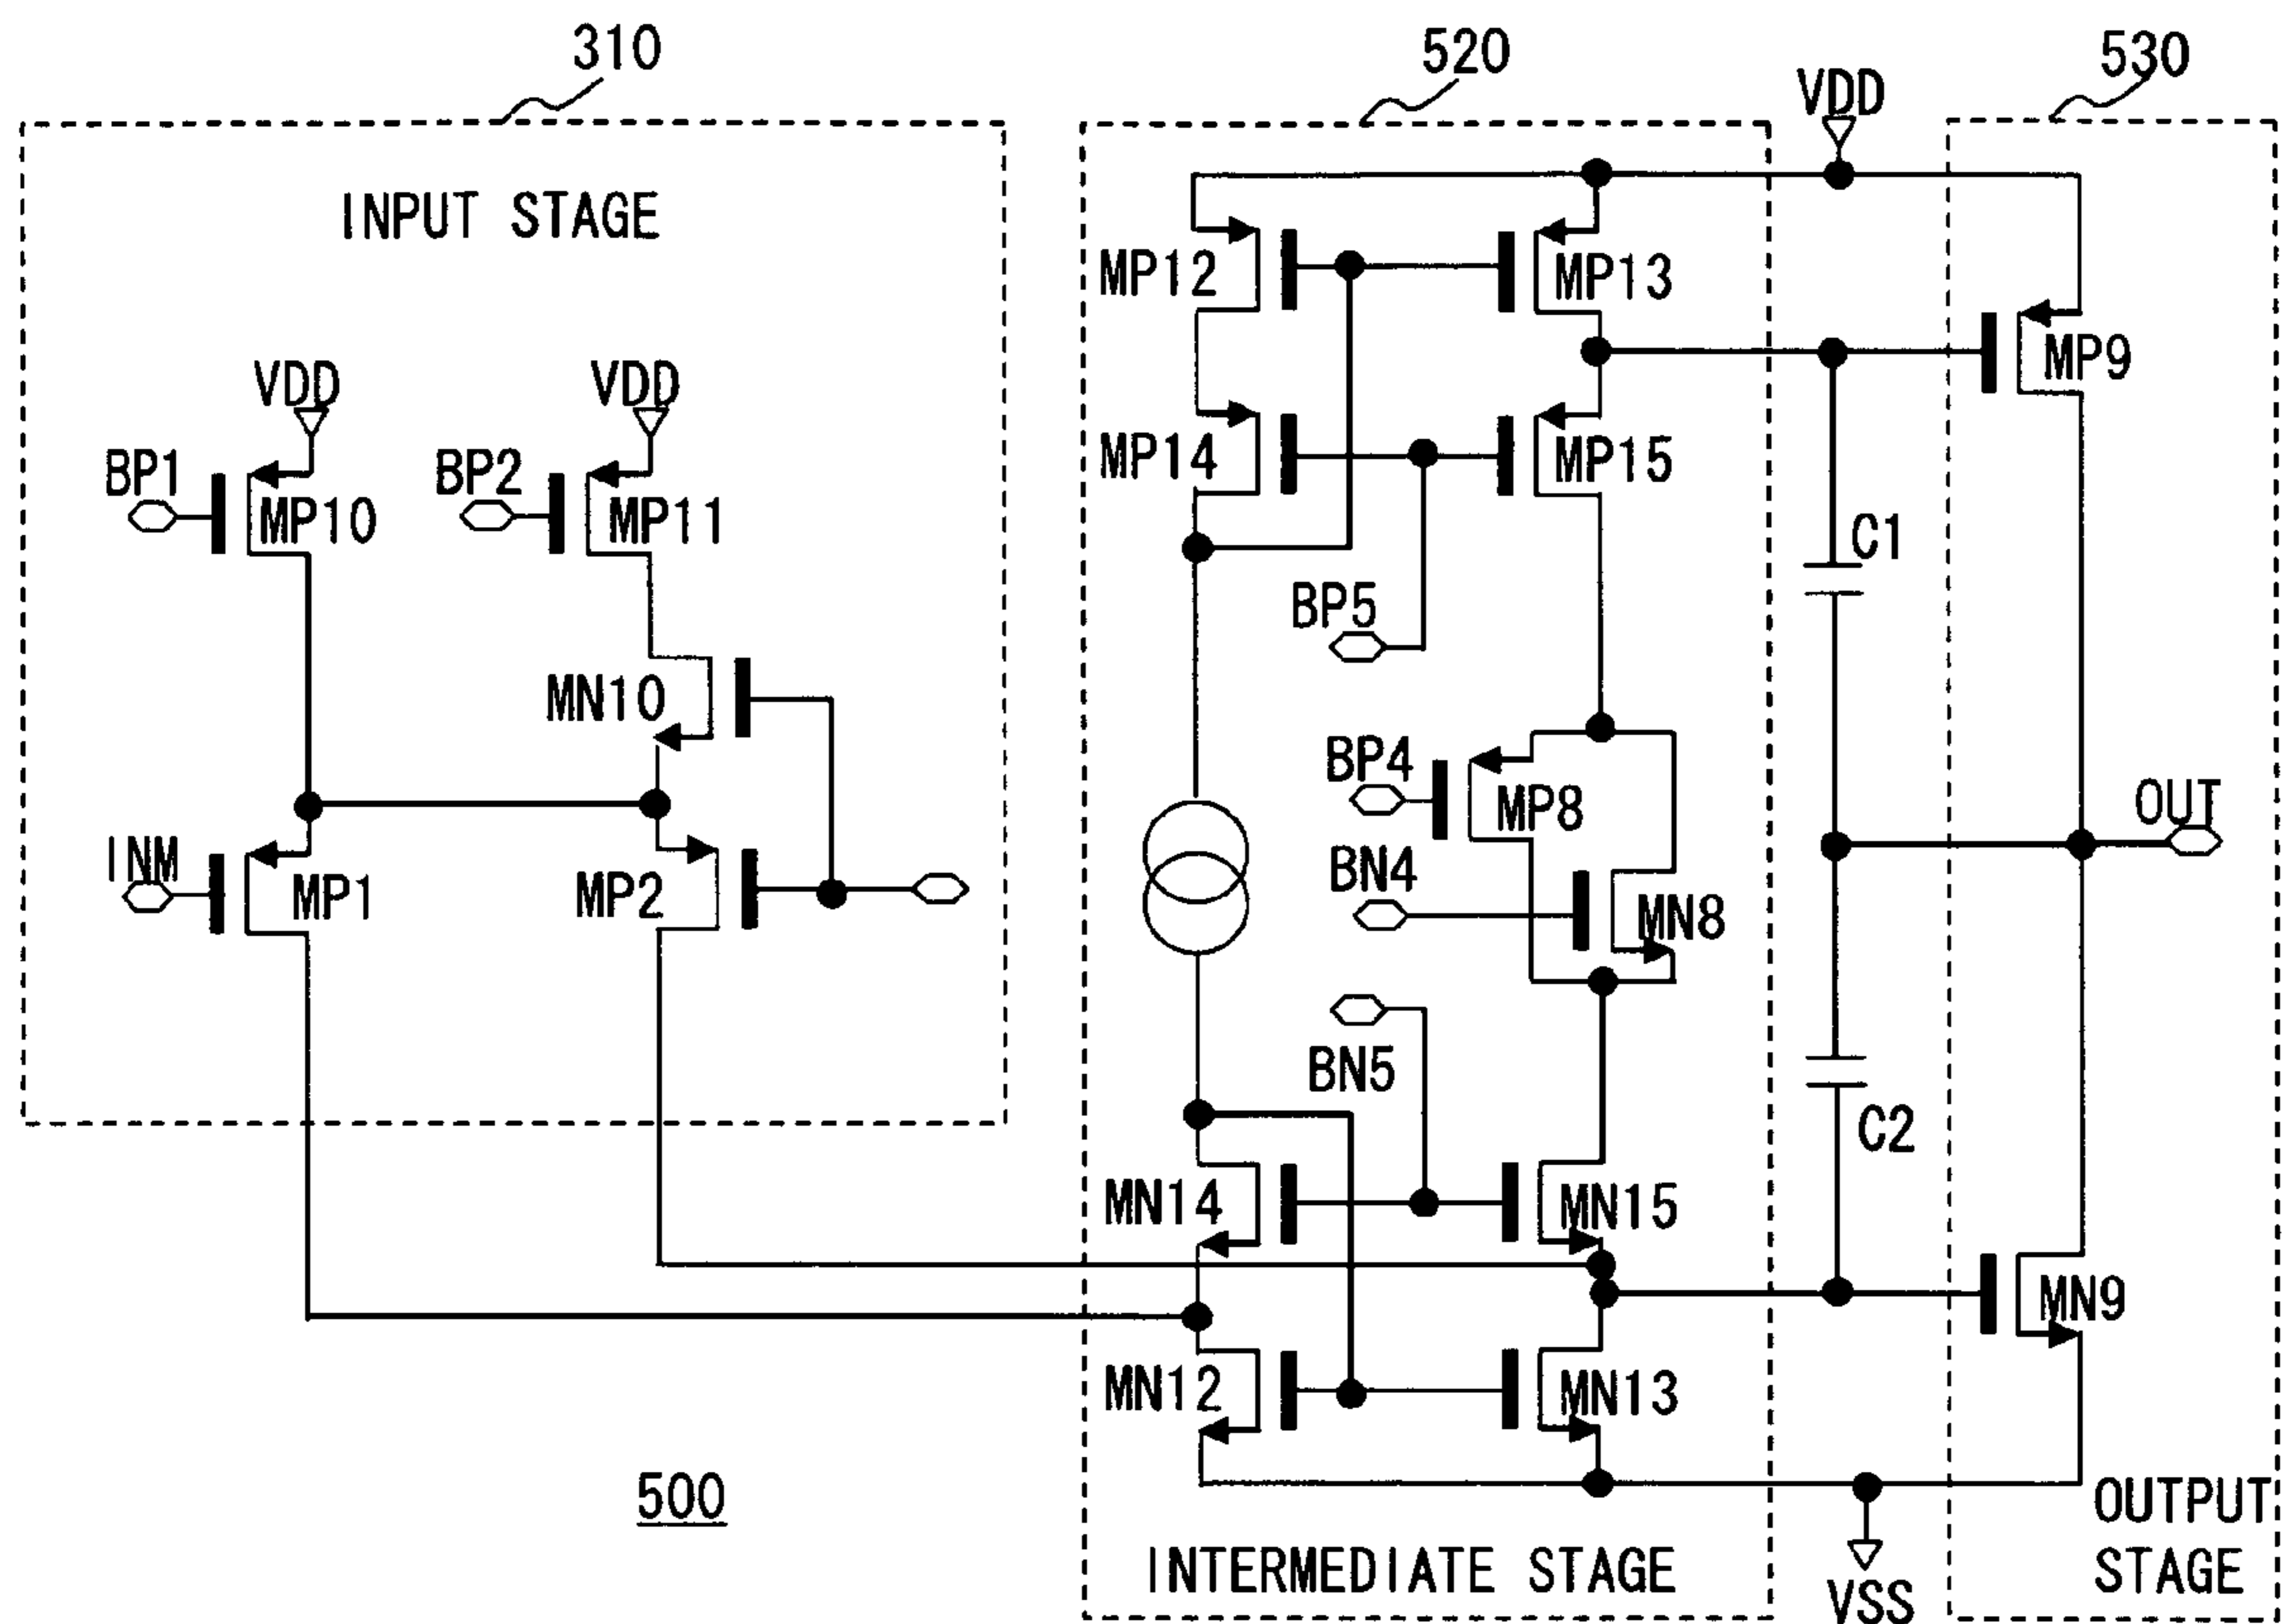 310
520
530
VDD
INPUT STAGE
MP12
MP13
VDD
VDD
MP9
BP1
BP2
MP14
MP15
MP10
MP11
C1
BP5
MN10
BP4
MP8
OUT
INM
MP1
MP2
BN4
MN8
BN5
C2
MN14
MN15
MN9
MN12
MN13
500
OUTPUT
STAGE
INTERMEDIATE STAGE
VSS